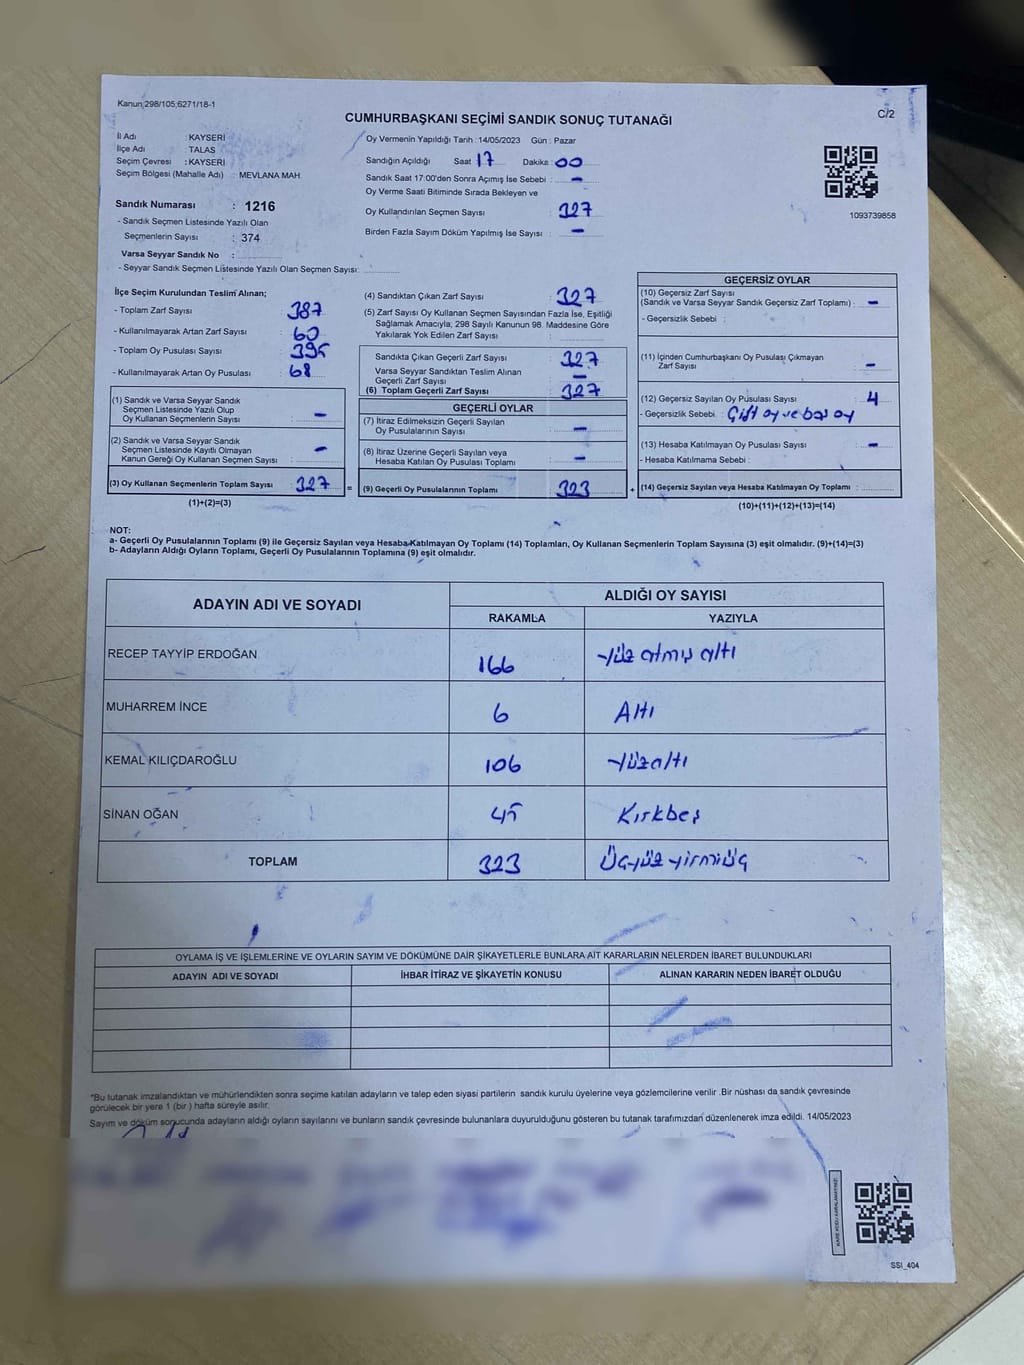 Kanun 298/105;6271/18-1
C/2
CUMHURBAŞKANI SEÇİMİ SANDIK SONUÇ TUTANAĞI
İl Adı : KAYSERİ
İlçe Adı : TALAS
Seçim Çevresi : KAYSERİ
Seçim Bölgesi (Mahalle Adı) : MEVLANA MAH.
Sandık Numarası : 1216
- Sandık Seçmen Listesinde Yazılı Olan
Seçmenlerin Sayısı : 374
Varsa Seyyar Sandık No :
- Seyyar Sandık Seçmen Listesinde Yazılı Olan Seçmen Sayısı:
Oy Vermenin Yapıldığı Tarih : 14/05/2023 Gün : Pazar
Sandığın Açıldığı Saat 17 Dakika : 00
Sandık Saat 17:00'den Sonra Açımış İse Sebebi : -
Oy Verme Saati Bitiminde Sırada Bekleyen ve
Oy Kullandırılan Seçmen Sayısı : 327
Birden Fazla Sayım Döküm Yapılmış İse Sayısı : -
1093739858
İlçe Seçim Kurulundan Teslim Alınan;
- Toplam Zarf Sayısı : 387
- Kullanılmayarak Artan Zarf Sayısı : 60
- Toplam Oy Pusulası Sayısı : 395
- Kullanılmayarak Artan Oy Pusulası : 68
(1) Sandık ve Varsa Seyyar Sandık
Seçmen Listesinde Yazılı Olup
Oy Kullanan Seçmenlerin Sayısı : -
(2) Sandık ve Varsa Seyyar Sandık
Seçmen Listesinde Kayıtlı Olmayan
Kanun Gereği Oy Kullanan Seçmen Sayısı : -
(3) Oy Kullanan Seçmenlerin Toplam Sayısı 327 =
(1)+(2)=(3)
(4) Sandıktan Çıkan Zarf Sayısı : 327
(5) Zarf Sayısı Oy Kullanan Seçmen Sayısından Fazla İse, Eşitliği
Sağlamak Amacıyla, 298 Sayılı Kanunun 98. Maddesine Göre
Yakılarak Yok Edilen Zarf Sayısı :
Sandıkta Çıkan Geçerli Zarf Sayısı : 327
Varsa Seyyar Sandıktan Teslim Alınan
Geçerli Zarf Sayısı : -
(6) Toplam Geçerli Zarf Sayısı : 327
GEÇERLİ OYLAR
(7) İtiraz Edilmeksizin Geçerli Sayılan
Oy Pusulalarının Sayısı : -
(8) İtiraz Üzerine Geçerli Sayılan veya
Hesaba Katılan Oy Pusulası Toplamı : -
(9) Geçerli Oy Pusulalarının Toplamı : 323 +
GEÇERSİZ OYLAR
(10) Geçersiz Zarf Sayısı
(Sandık ve Varsa Seyyar Sandık Geçersiz Zarf Toplamı) : -
- Geçersizlik Sebebi :
(11) İçinden Cumhurbaşkanı Oy Pusulası Çıkmayan
Zarf Sayısı : -
(12) Geçersiz Sayılan Oy Pusulası Sayısı : 4
- Geçersizlik Sebebi : Çift oy ve boş oy
(13) Hesaba Katılmayan Oy Pusulası Sayısı : -
- Hesaba Katılmama Sebebi :
(14) Geçersiz Sayılan veya Hesaba Katılmayan Oy Toplamı :
(10)+(11)+(12)+(13)=(14)
NOT:
a- Geçerli Oy Pusulalarının Toplamı (9) ile Geçersiz Sayılan veya Hesaba Katılmayan Oy Toplamı (14) Toplamları, Oy Kullanan Seçmenlerin Toplam Sayısına (3) eşit olmalıdır. (9)+(14)=(3)
b- Adayların Aldığı Oyların Toplamı, Geçerli Oy Pusulalarının Toplamına (9) eşit olmalıdır.
ADAYIN ADI VE SOYADI
ALDIĞI OY SAYISI
RAKAMLA YAZIYLA
RECEP TAYYİP ERDOĞAN 166 Yüz atmış altı
MUHARREM İNCE 6 Altı
KEMAL KILIÇDAROĞLU 106 Yüzaltı
SİNAN OĞAN 45 Kırkbeş
TOPLAM 323 Üçyüz yirmiüç
OYLAMA İŞ VE İŞLEMLERİNE VE OYLARIN SAYIM VE DÖKÜMÜNE DAİR ŞİKAYETLERLE BUNLARA AİT KARARLARIN NELERDEN İBARET BULUNDUKLARI
ADAYIN ADI VE SOYADI İHBAR İTİRAZ VE ŞİKAYETİN KONUSU ALINAN KARARIN NEDEN İBARET OLDUĞU
*Bu tutanak imzalandıktan ve mühürlendikten sonra seçime katılan adayların ve talep eden siyasi partilerin sandık kurulu üyelerine veya gözlemcilerine verilir .Bir nüshası da sandık çevresinde
görülecek bir yere 1 (bir ) hafta süreyle asılır.
Sayım ve döküm sonucunda adayların aldığı oyların sayılarını ve bunların sandık çevresinde bulunanlara duyurulduğunu gösteren bu tutanak tarafımızdan düzenlenerek imza edildi. 14/05/2023
SSI_404